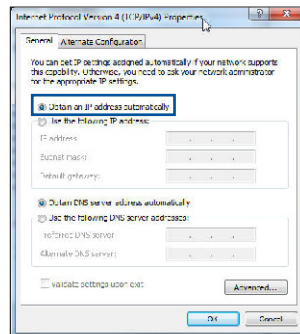 Internet Protocol Version 4 (TCP/IPv4) Properties
General
Alternate Configuration
You can get IP settings assigned automatically if your network supports
this capability. Otherwise, you need to ask your network administrator
for the appropriate IP settings.
Obtain an IP address automatically
Use the following IP address:
IP address:
Subnet mask:
Default gateway:
Obtain DNS server address automatically
Use the following DNS server addresses:
Preferred DNS server:
Alternate DNS server:
Validate settings upon exit
Advanced...
OK
Cancel